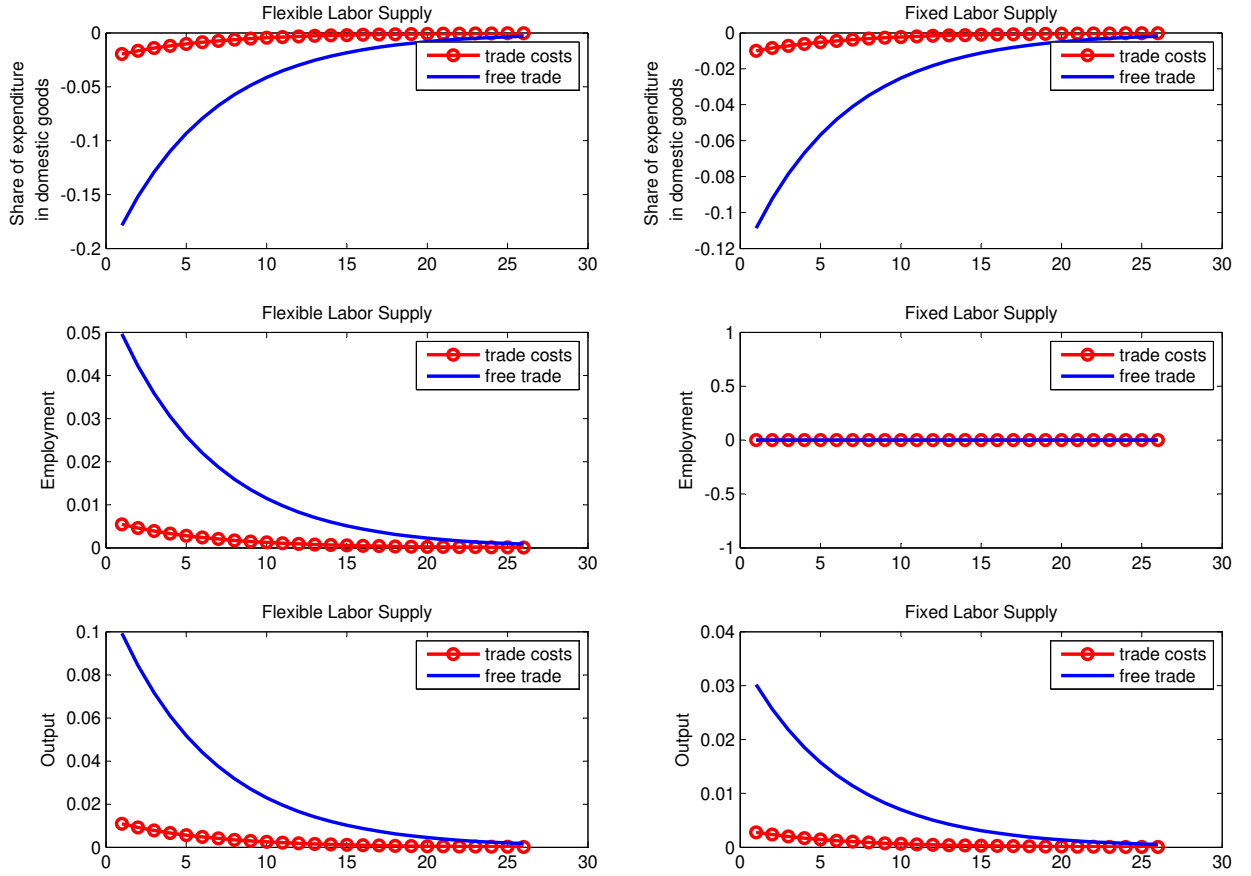 Flexible Labor Supply
Share of expenditure
in domestic goods
0
-0.05
-0.1
-0.15
-0.2
0 5 10 15 20 25 30
trade costs
free trade
Fixed Labor Supply
Share of expenditure
in domestic goods
0
-0.02
-0.04
-0.06
-0.08
-0.1
-0.12
0 5 10 15 20 25 30
trade costs
free trade
Flexible Labor Supply
Employment
0.05
0.04
0.03
0.02
0.01
0
0 5 10 15 20 25 30
trade costs
free trade
Fixed Labor Supply
Employment
1
0.5
0
-0.5
-1
0 5 10 15 20 25 30
trade costs
free trade
Flexible Labor Supply
Output
0.1
0.08
0.06
0.04
0.02
0
0 5 10 15 20 25 30
trade costs
free trade
Fixed Labor Supply
Output
0.04
0.03
0.02
0.01
0
0 5 10 15 20 25 30
trade costs
free trade